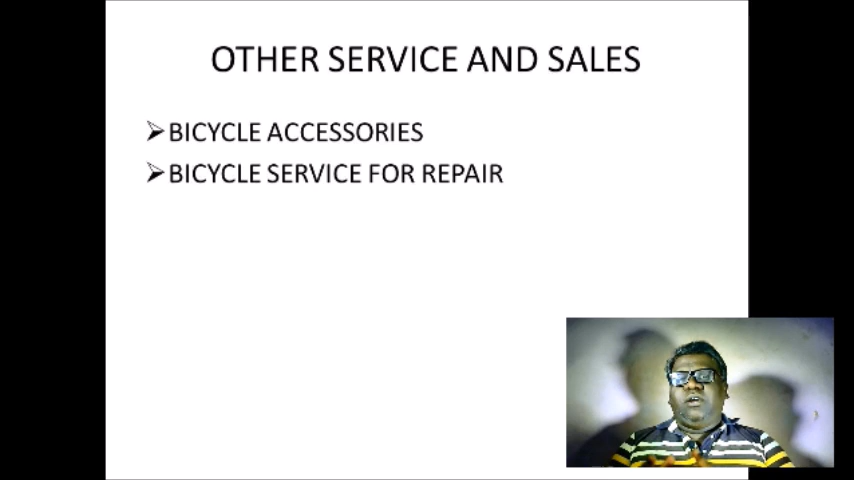 OTHER SERVICE AND SALES
➢BICYCLE ACCESSORIES
➢BICYCLE SERVICE FOR REPAIR